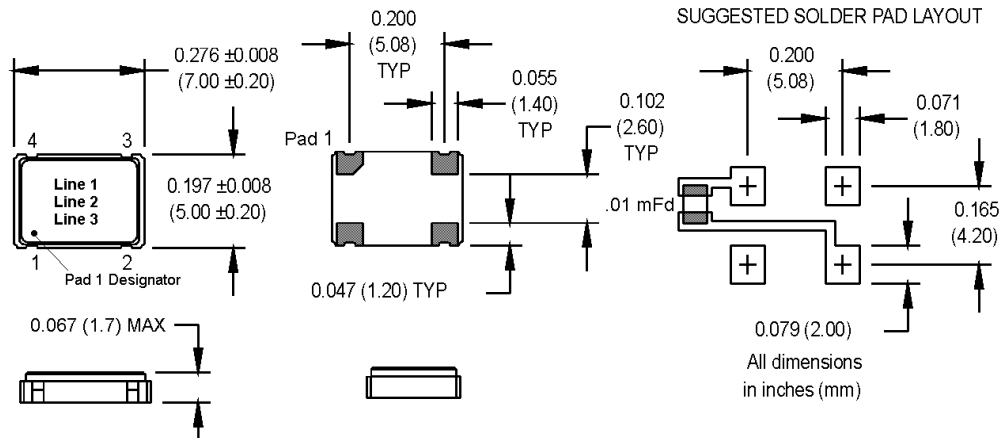 0.276 ±0.008
(7.00 ±0.20)
4
3
Line 1
Line 2
Line 3
1
2
Pad 1 Designator
0.197 ±0.008
(5.00 ±0.20)
0.067 (1.7) MAX
0.200
(5.08)
TYP
0.055
(1.40)
TYP
Pad 1
0.102
(2.60)
TYP
0.047 (1.20) TYP
SUGGESTED SOLDER PAD LAYOUT
0.200
(5.08)
0.071
(1.80)
.01 mFd
0.165
(4.20)
0.079 (2.00)
All dimensions
in inches (mm)